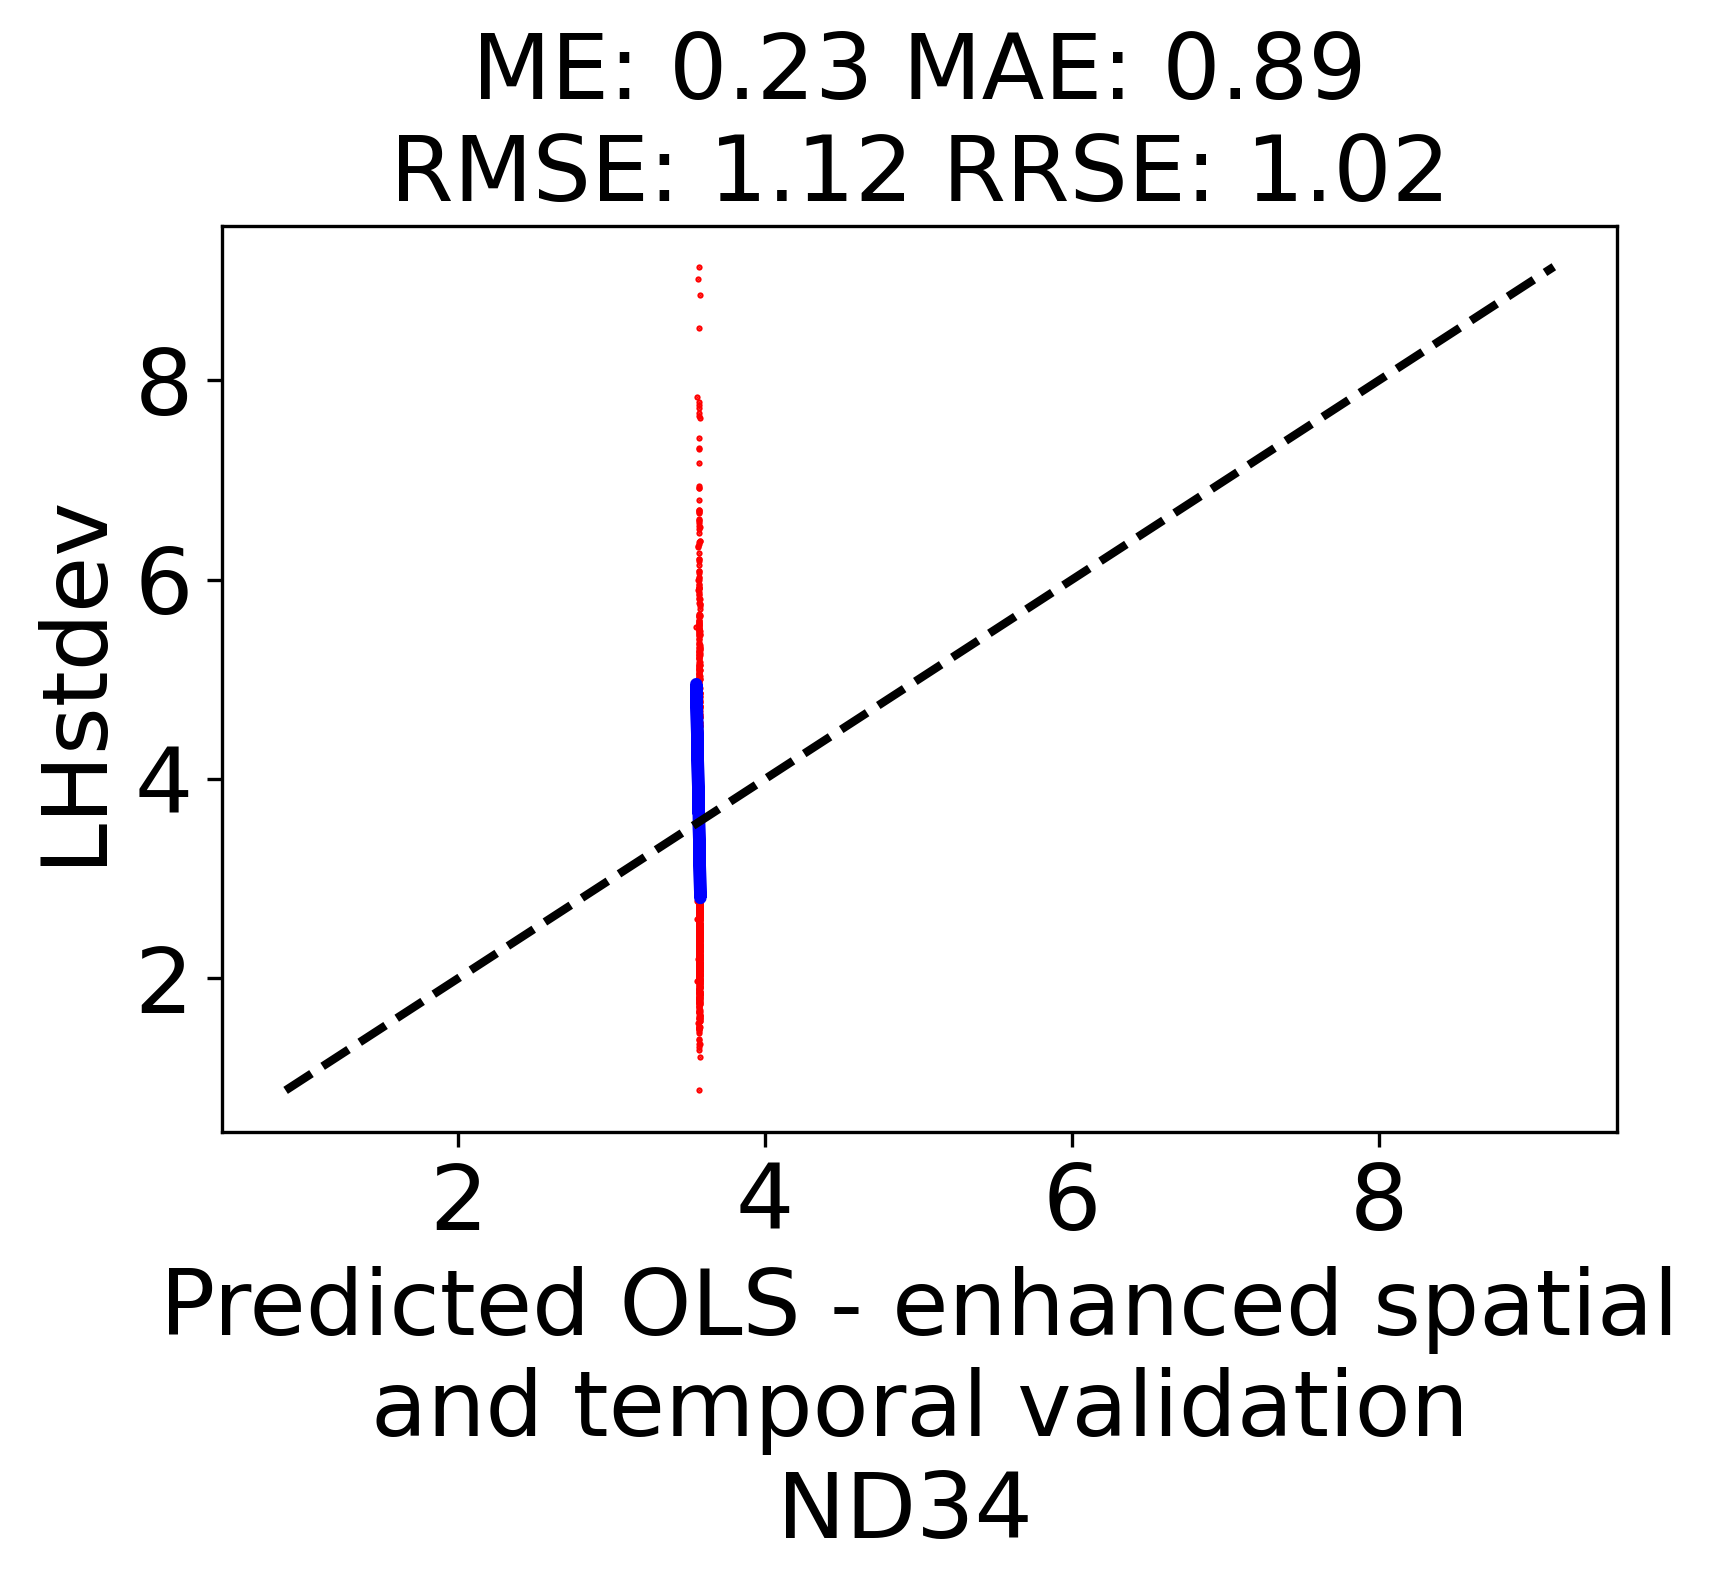 ME: 0.23 MAE: 0.89
RMSE: 1.12 RRSE: 1.02
LHstdev
8
6
4
2
2 4 6 8
Predicted OLS - enhanced spatial
and temporal validation
ND34